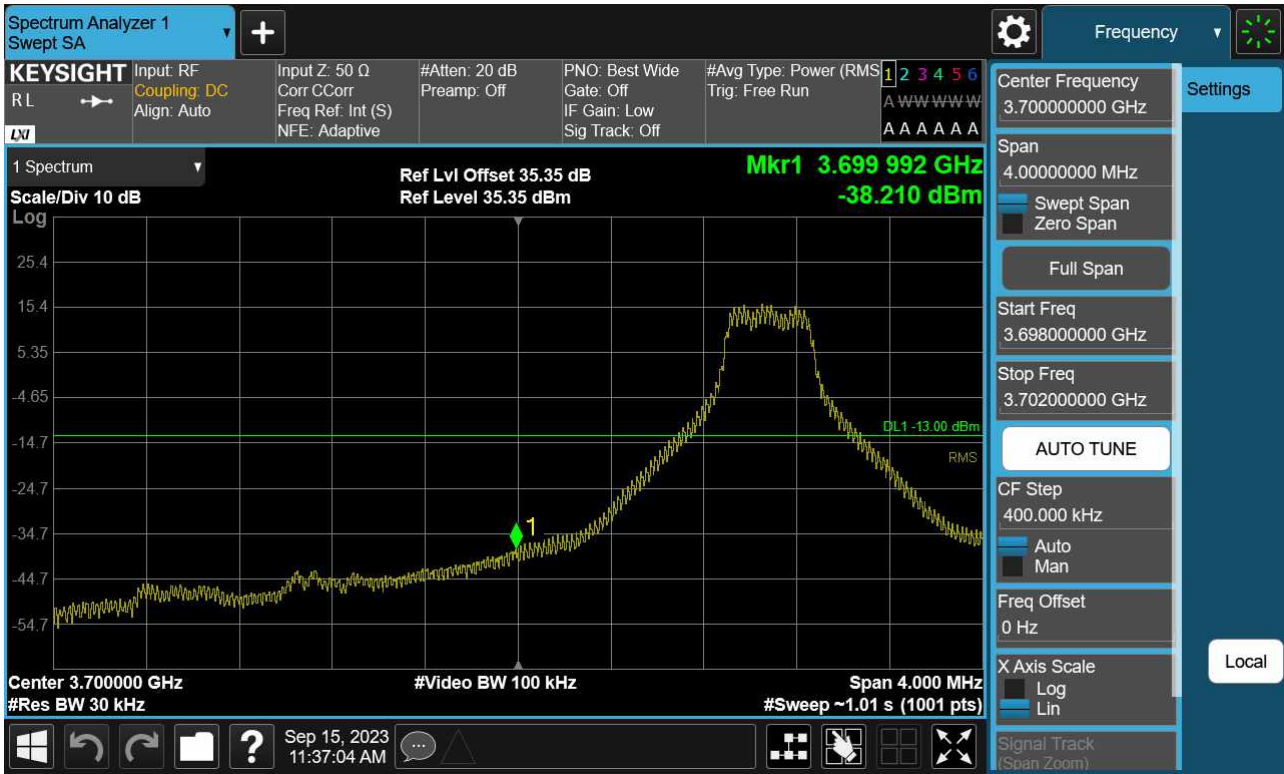 Spectrum Analyzer 1
Swept SA
+
Frequency
KEYSIGHT
R L
LXI
Input: RF
Coupling: DC
Align: Auto
Input Z: 50 Ω
Corr CCorr
Freq Ref: Int (S)
NFE: Adaptive
#Atten: 20 dB
Preamp: Off
PNO: Best Wide
Gate: Off
IF Gain: Low
Sig Track: Off
#Avg Type: Power (RMS
Trig: Free Run
1 2 3 4 5 6
A W W W W W
A A A A A A
1 Spectrum
Scale/Div 10 dB
Log
Ref Lvl Offset 35.35 dB
Ref Level 35.35 dBm
Mkr1 3.699 992 GHz
-38.210 dBm
25.4
15.4
5.35
-4.65
-14.7
-24.7
-34.7
-44.7
-54.7
DL1 -13.00 dBm
RMS
1
Center 3.700000 GHz
#Res BW 30 kHz
#Video BW 100 kHz
Span 4.000 MHz
#Sweep ~1.01 s (1001 pts)
Center Frequency
3.700000000 GHz
Settings
Span
4.00000000 MHz
Swept Span
Zero Span
Full Span
Start Freq
3.698000000 GHz
Stop Freq
3.702000000 GHz
AUTO TUNE
CF Step
400.000 kHz
Auto
Man
Freq Offset
0 Hz
X Axis Scale
Log
Lin
Local
Signal Track
(Span Zoom)
?
Sep 15, 2023
11:37:04 AM